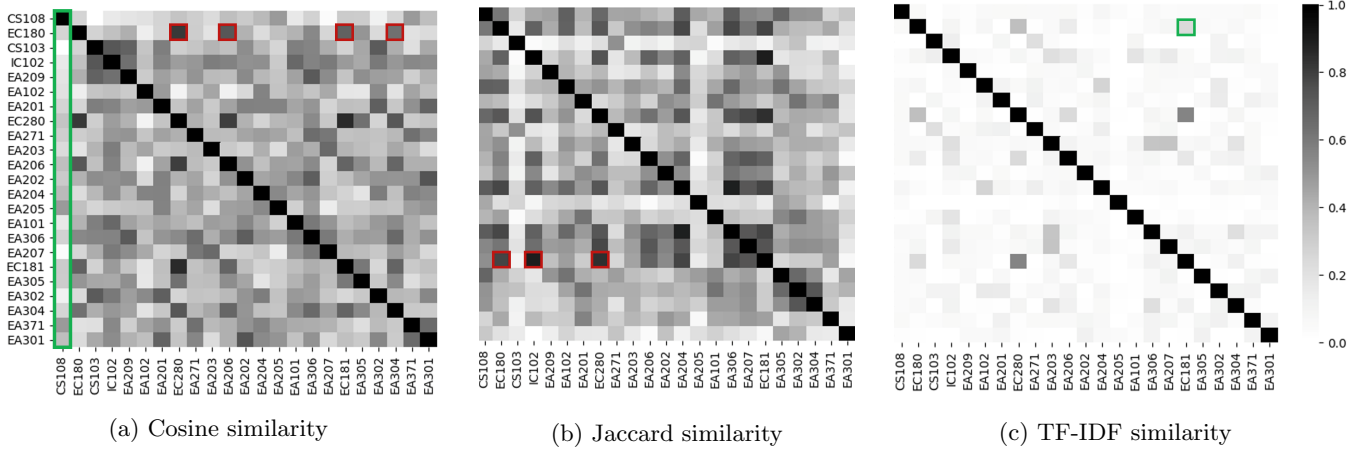 CS108
EC180
CS103
IC102
EA209
EA102
EA201
EC280
EA271
EA203
EA206
EA202
EA204
EA205
EA101
EA306
EA207
EC181
EA305
EA302
EA304
EA371
EA301
CS108 EC180 CS103 IC102 EA209 EA102 EA201 EC280 EA271 EA203 EA206 EA202 EA204 EA205 EA101 EA306 EA207 EC181 EA305 EA302 EA304 EA371 EA301
(a) Cosine similarity
CS108 EC180 CS103 IC102 EA209 EA102 EA201 EC280 EA271 EA203 EA206 EA202 EA204 EA205 EA101 EA306 EA207 EC181 EA305 EA302 EA304 EA371 EA301
(b) Jaccard similarity
CS108 EC180 CS103 IC102 EA209 EA102 EA201 EC280 EA271 EA203 EA206 EA202 EA204 EA205 EA101 EA306 EA207 EC181 EA305 EA302 EA304 EA371 EA301
(c) TF-IDF similarity
1.0
0.8
0.6
0.4
0.2
0.0